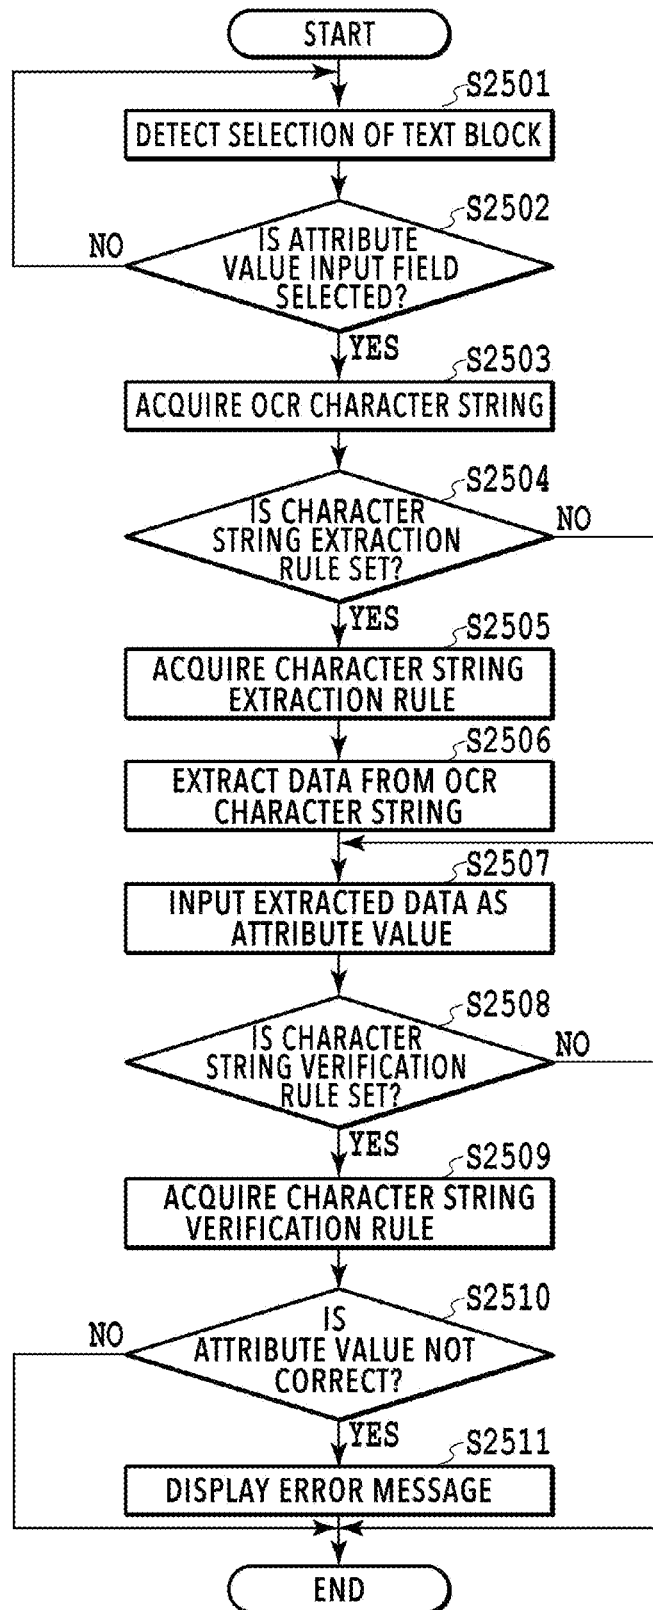 START
S2501
DETECT SELECTION OF TEXT BLOCK
S2502
NO
IS ATTRIBUTE
VALUE INPUT FIELD
SELECTED?
YES
S2503
ACQUIRE OCR CHARACTER STRING
S2504
NO
IS CHARACTER
STRING EXTRACTION
RULE SET?
YES
S2505
ACQUIRE CHARACTER STRING
EXTRACTION RULE
S2506
EXTRACT DATA FROM OCR
CHARACTER STRING
S2507
INPUT EXTRACTED DATA AS
ATTRIBUTE VALUE
S2508
NO
IS CHARACTER
STRING VERIFICATION
RULE SET?
YES
S2509
ACQUIRE CHARACTER STRING
VERIFICATION RULE
S2510
NO
IS
ATTRIBUTE VALUE NOT
CORRECT?
YES
S2511
DISPLAY ERROR MESSAGE
END